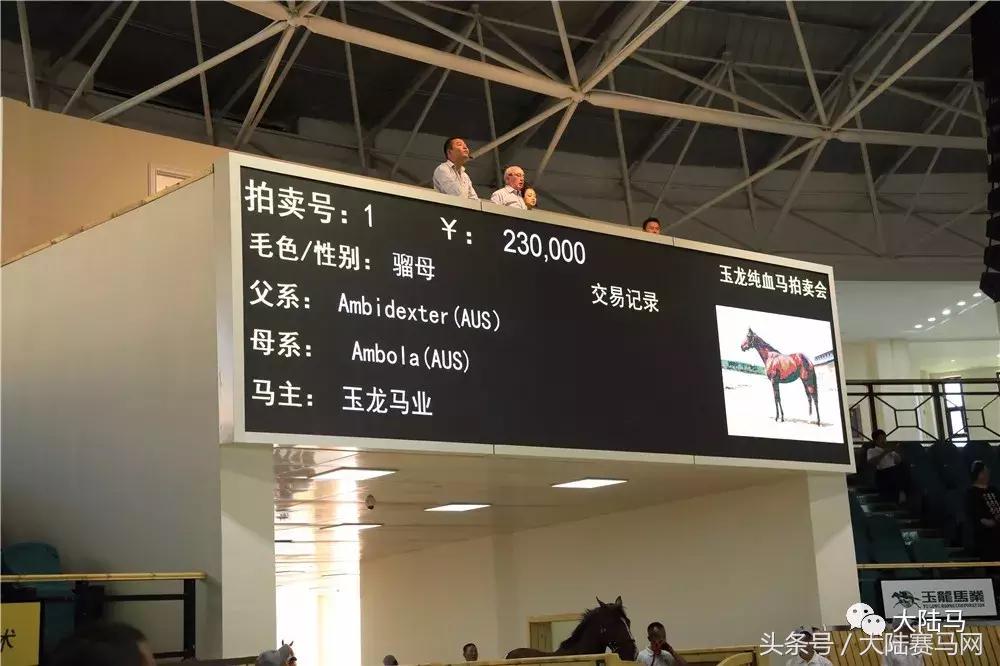 拍卖号：1 ￥：230,000
毛色/性别：骝母
玉龙纯血马拍卖会
父系：Ambidexter(AUS)
交易记录
母系：Ambola(AUS)
马主：玉龙马业
玉龍馬業
大陆马
头条号 / 大陆赛马网